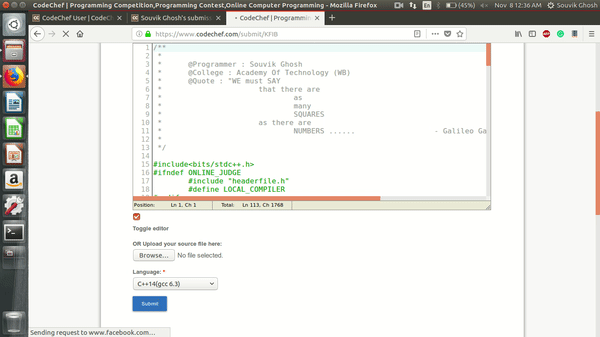 CodeChef | Programming Competition,Programming Contest,Online Computer Programming - Mozilla Firefox
En
(45%)
Nov 8 12:36 AM
Souvik Ghosh
CodeChef User | CodeC
Souvik Ghosh's submiss
CodeChef | Programming
https://www.codechef.com/submit/KFIB
1 /**
2 *
3 * @Programmer : Souvik Ghosh
4 * @College : Academy Of Technology (WB)
5 * @Quote : "WE must SAY
6 * that there are
7 * as
8 * many
9 * SQUARES
10 * as there are
11 * NUMBERS ...... - Galileo Ga
12 *
13 */
14
15 #include<bits/stdc++.h>
16 #ifndef ONLINE_JUDGE
17 #include "headerfile.h"
18 #define LOCAL_COMPILER
Position: Ln 1, Ch 1 Total: Ln 113, Ch 1768
Toggle editor
OR Upload your source file here:
Browse... No file selected.
Language: *
C++14(gcc 6.3)
Submit
Sending request to www.facebook.com...